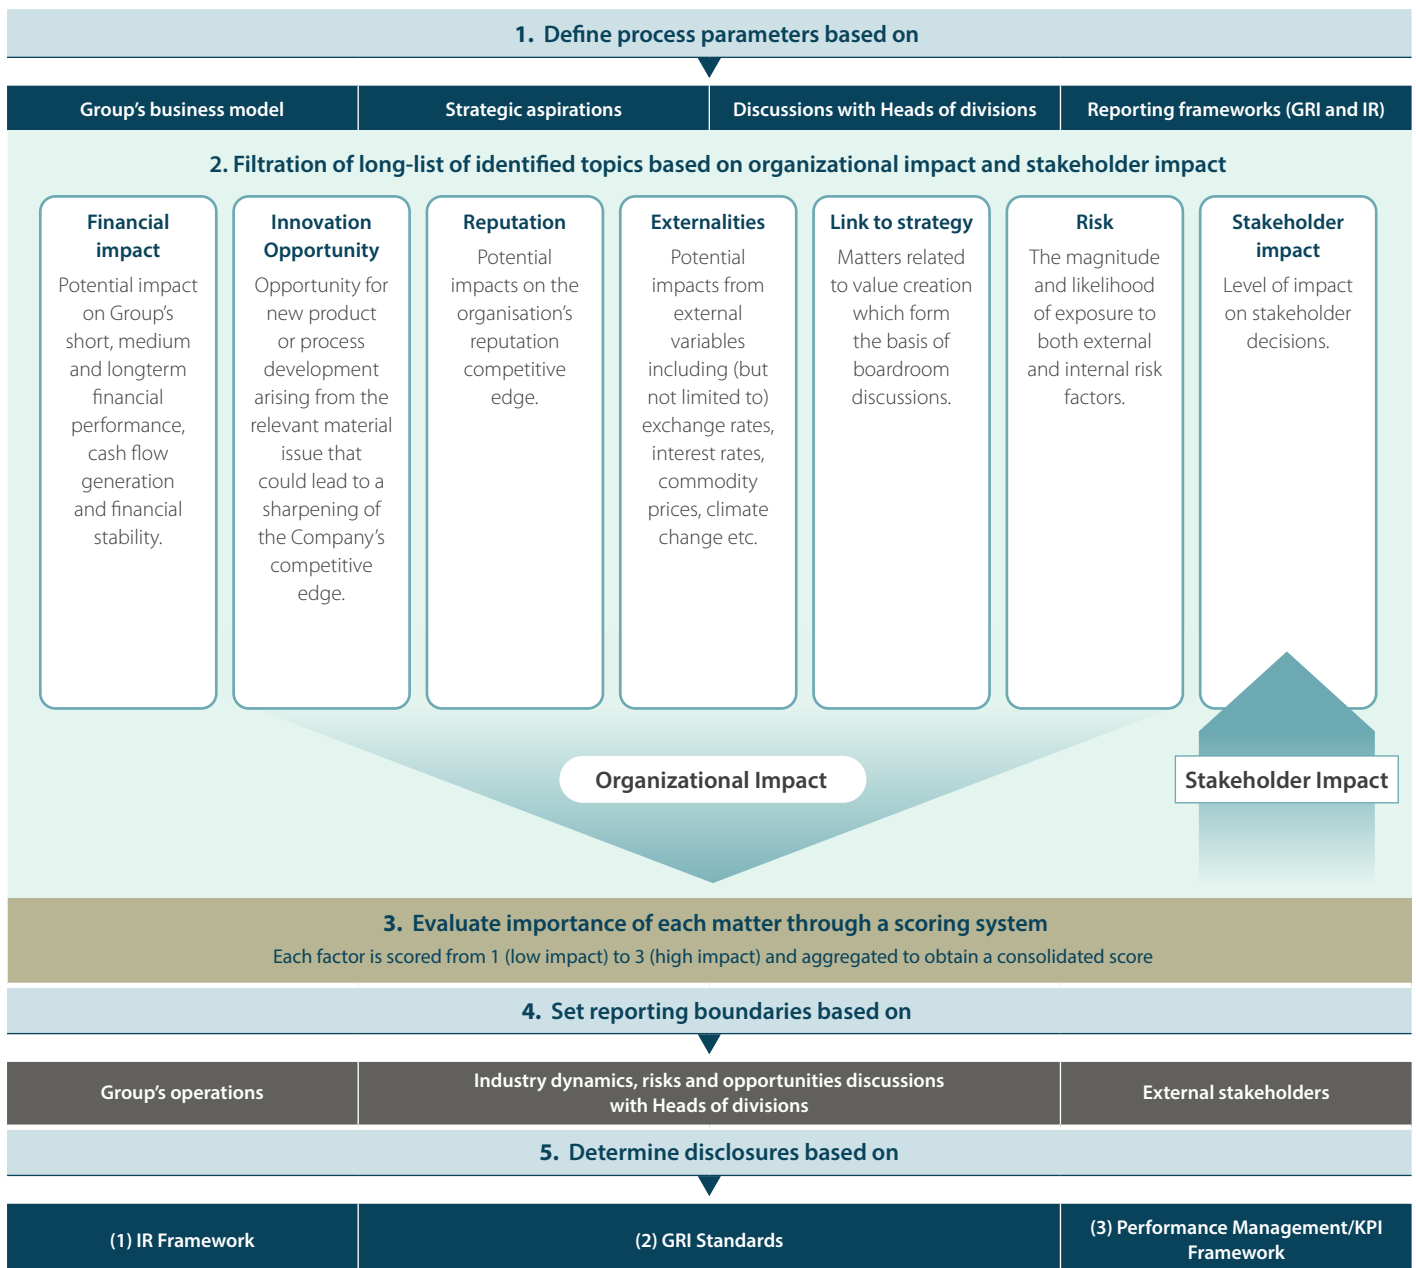 1. Define process parameters based on
Group's business model
Strategic aspirations
Discussions with Heads of divisions
Reporting frameworks (GRI and IR)
2. Filtration of long-list of identified topics based on organizational impact and stakeholder impact
Financial
impact
Potential impact
on Group's
short, medium
and longterm
financial
performance,
cash flow
generation
and financial
stability.
Innovation
Opportunity
Opportunity for
new product
or process
development
arising from the
relevant material
issue that
could lead to a
sharpening of
the Company's
competitive
edge.
Reputation
Potential
impacts on the
organisation's
reputation
competitive
edge.
Externalities
Potential
impacts from
external
variables
including (but
not limited to)
exchange rates,
interest rates,
commodity
prices, climate
change etc.
Link to strategy
Matters related
to value creation
which form
the basis of
boardroom
discussions.
Risk
The magnitude
and likelihood
of exposure to
both external
and internal risk
factors.
Stakeholder
impact
Level of impact
on stakeholder
decisions.
Organizational Impact
Stakeholder Impact
3. Evaluate importance of each matter through a scoring system
Each factor is scored from 1 (low impact) to 3 (high impact) and aggregated to obtain a consolidated score
4. Set reporting boundaries based on
Group's operations
Industry dynamics, risks and opportunities discussions
with Heads of divisions
External stakeholders
5. Determine disclosures based on
(1) IR Framework
(2) GRI Standards
(3) Performance Management/KPI
Framework